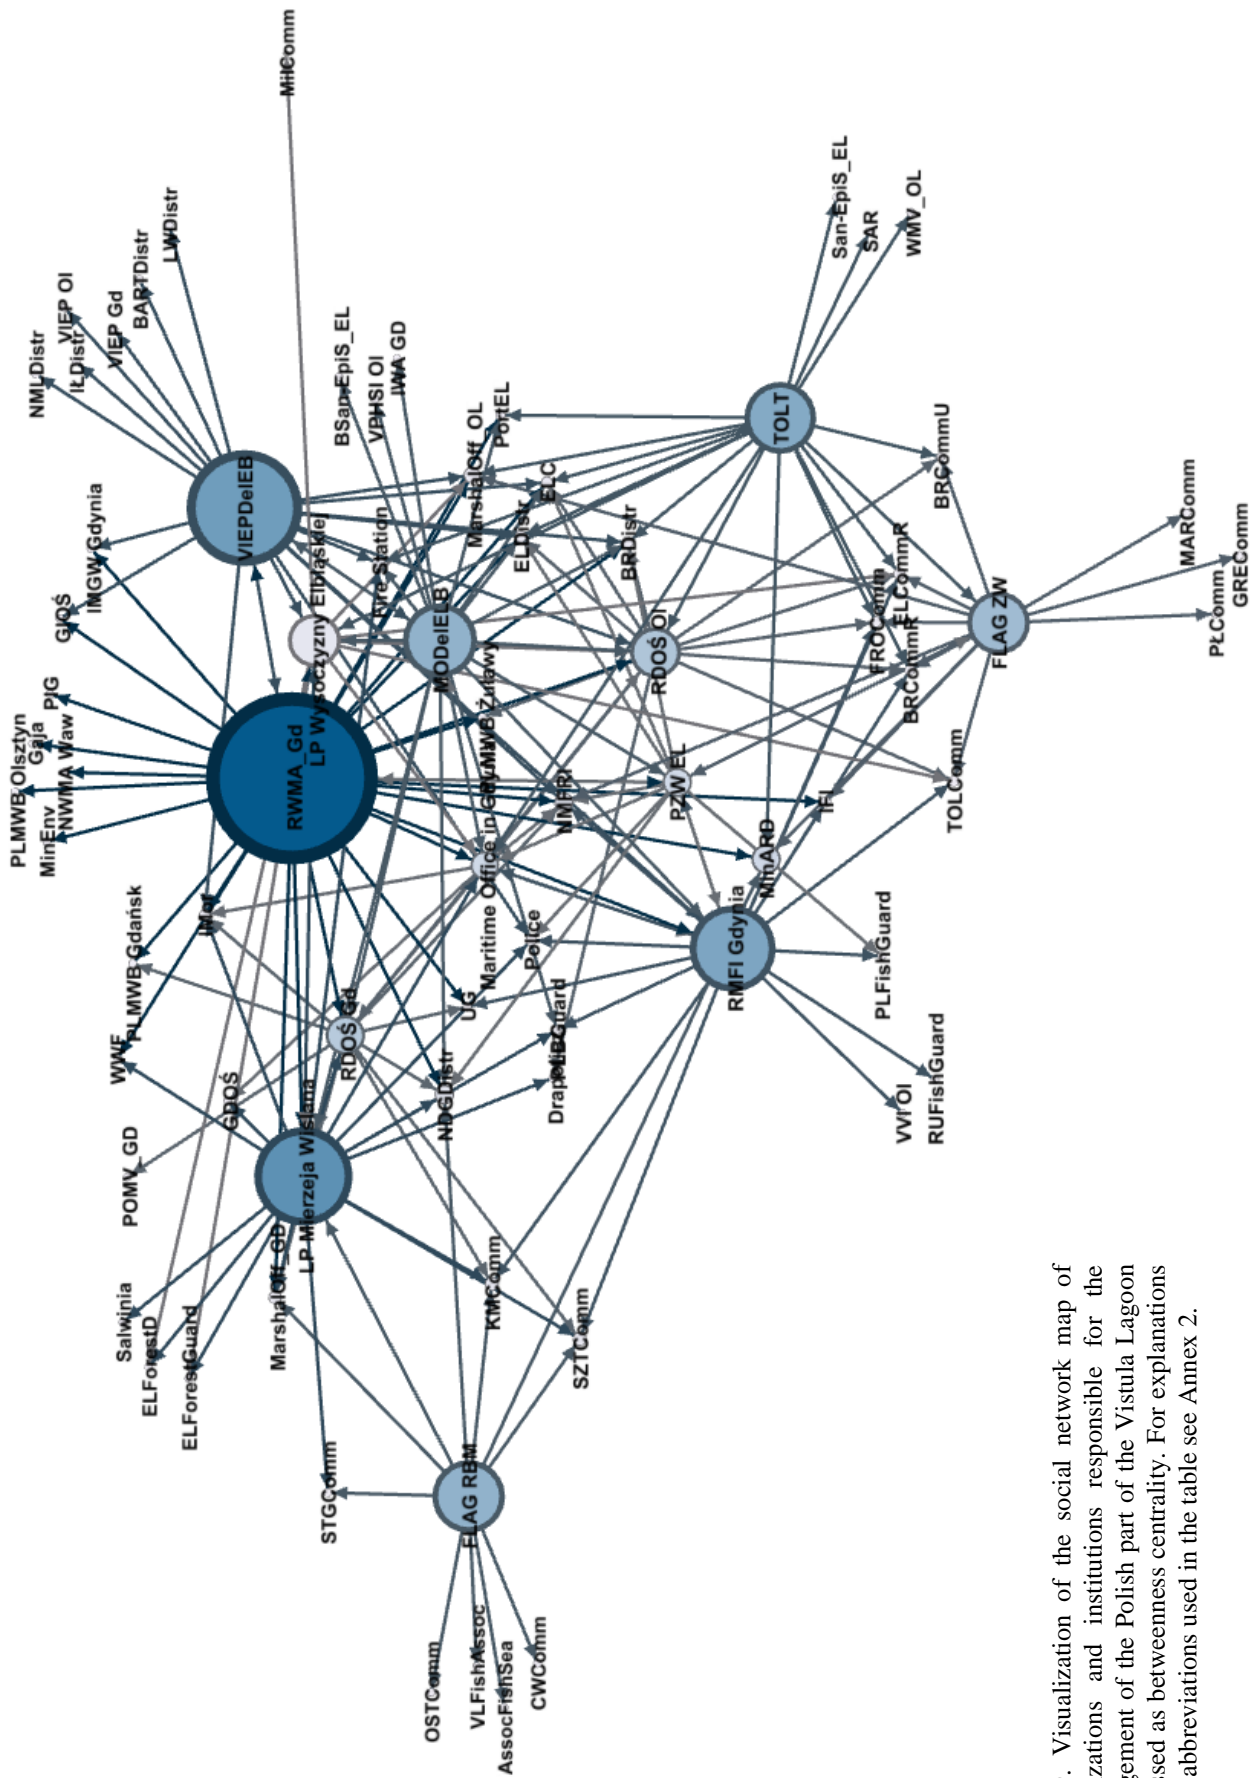 MilComm
LWDistr
BARTDistr
VIEP Ol
VIEP Gd
IŁDistr
NMLDistr
San-EpiS_EL
SAR
WMV_OL
BSan-EpiS_EL
VPHSI Ol
IWA GD
VIEPDelEB
MarshalOff_OL
PortEL
ELC
TOLT
BRCommU
IMGW Gdynia
Fire Station
ELDistr
BRDistr
MARComm
GREComm
PŁComm
GIOŚ
LP Wysoczyzny Elbląskiej
MODelELB
RDOŚ Ol
FROComm
ELCommR
BRCommR
FLAG ZW
PIG
PLMWB Olsztyn
Gaja
NWMA Waw
MinEnv
RWMA_Gd
Żuławy
NMFRI
PZW EL
IFI
TOLComm
MinARD
Maritime Office in
IMor
PLMWB Gdańsk
Police
RMFI Gdynia
PLFishGuard
WWF
RDOŚ Gd
UG
VVI Ol
RUFishGuard
GDOŚ
NDGDistr
POMV_GD
LP Mierzeja Wiślana
Salwinia
ELForestD
ELForestGuard
MarshalOff_GD
KMComm
SZTComm
STGComm
FLAG RBM
OSTComm
VLFishAssoc
AssocFishSea
CWComm
. Visualization of the social network map of
zations and institutions responsible for the
gement of the Polish part of the Vistula Lagoon
ssed as betweenness centrality. For explanations
abbreviations used in the table see Annex 2.